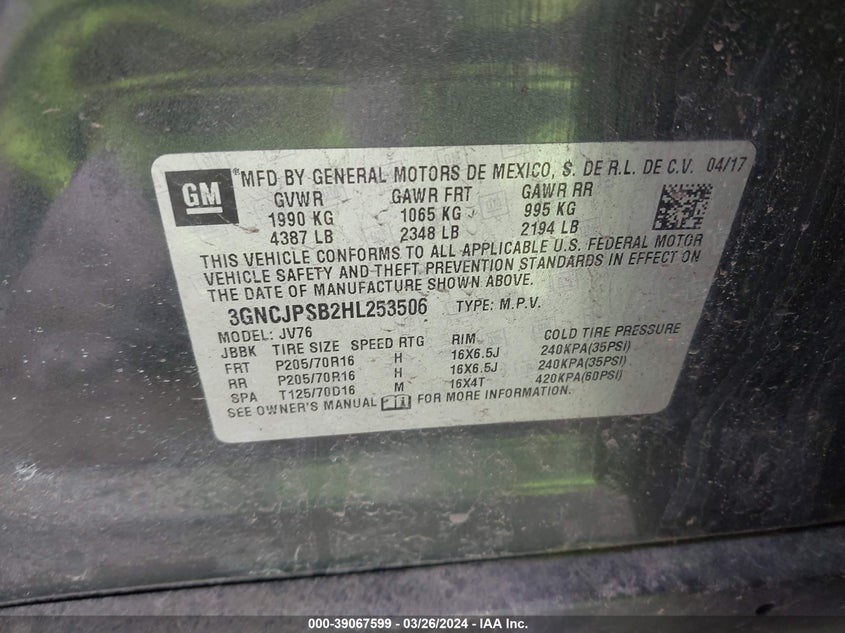 GM ® MFD BY GENERAL MOTORS DE MEXICO, S. DE R.L. DE C.V. 04/17
GVWR GAWR FRT GAWR RR
1990 KG 1065 KG 995 KG
4387 LB 2348 LB 2194 LB
THIS VEHICLE CONFORMS TO ALL APPLICABLE U.S. FEDERAL MOTOR
VEHICLE SAFETY AND THEFT PREVENTION STANDARDS IN EFFECT ON
THE DATE OF MANUFACTURE SHOWN ABOVE.
3GNCJPSB2HL253506 TYPE: M.P.V.
MODEL: JV76
JBBK TIRE SIZE SPEED RTG RIM COLD TIRE PRESSURE
FRT P205/70R16 H 16X6.5J 240KPA(35PSI)
RR P205/70R16 H 16X6.5J 240KPA(35PSI)
SPA T125/70D16 M 16X4T 420KPA(60PSI)
SEE OWNER'S MANUAL FOR MORE INFORMATION.
000-39067599 / 03/26/2024 - © IAA Inc.